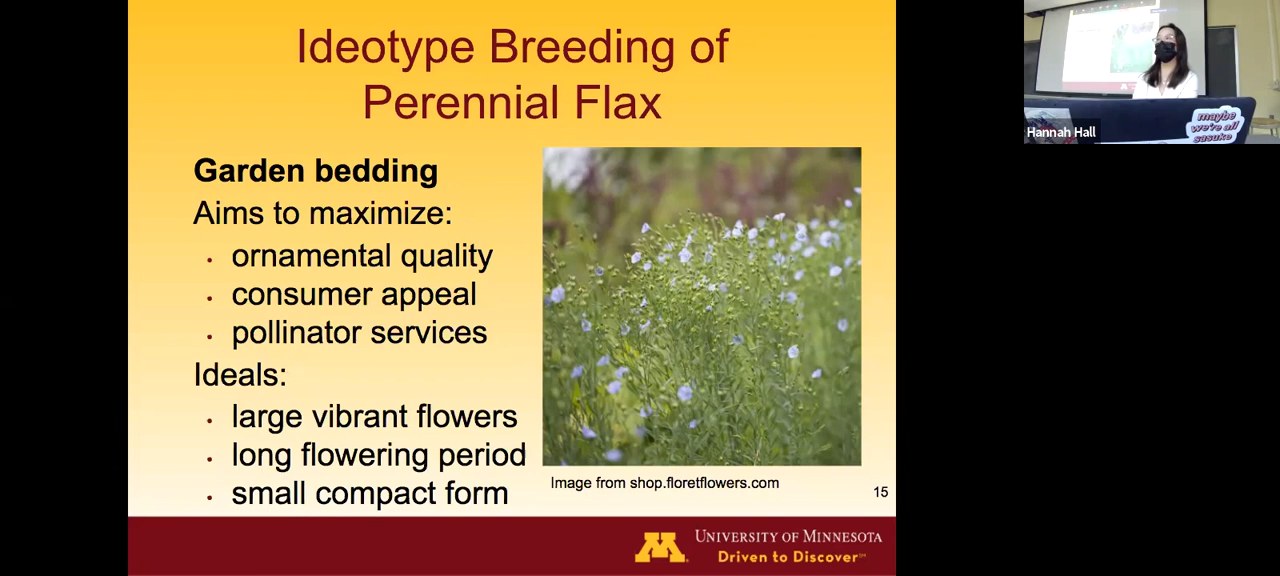 Ideotype Breeding of
Perennial Flax
Garden bedding
Aims to maximize:
• ornamental quality
• consumer appeal
• pollinator services
Ideals:
• large vibrant flowers
• long flowering period
• small compact form
Image from shop.floretflowers.com
15
M
UNIVERSITY OF MINNESOTA
Driven to Discover℠
Hannah Hall
maybe
we're all
sasuke